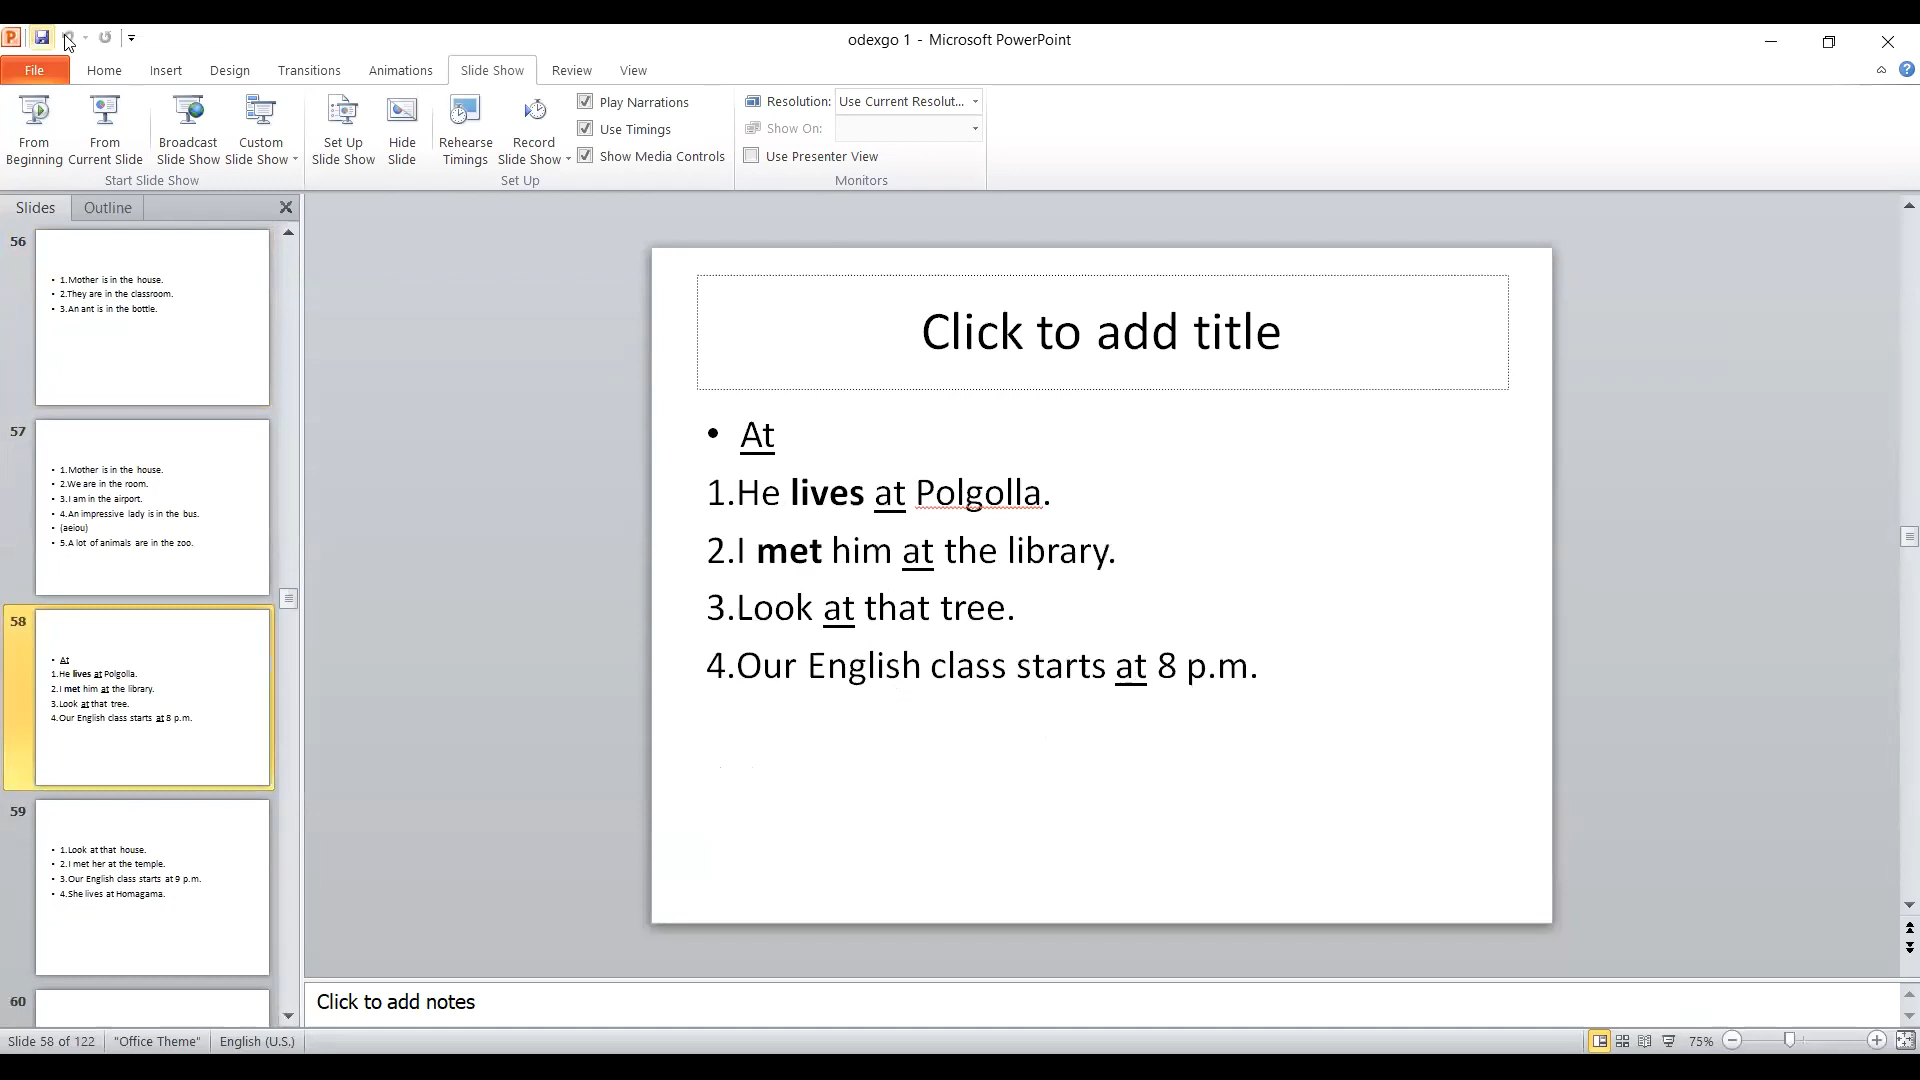 odexgo 1 - Microsoft PowerPoint
File Home Insert Design Transitions Animations Slide Show Review View
From Beginning
From Current Slide
Broadcast Slide Show
Custom Slide Show
Start Slide Show
Set Up Slide Show
Hide Slide
Rehearse Timings
Record Slide Show
Play Narrations
Use Timings
Show Media Controls
Set Up
Resolution: Use Current Resolut...
Show On:
Use Presenter View
Monitors
Slides Outline
56
• 1.Mother is in the house.
• 2.They are in the classroom.
• 3.An ant is in the bottle.
57
• 1.Mother is in the house.
• 2.We are in the room.
• 3.I am in the airport.
• 4.An impressive lady is in the bus.
• (aeiou)
• 5.A lot of animals are in the zoo.
58
• At
1.He lives at Polgolla.
2.I met him at the library.
3.Look at that tree.
4.Our English class starts at 8 p.m.
59
• 1.Look at that house.
• 2.I met her at the temple.
• 3.Our English class starts at 9 p.m.
• 4.She lives at Homagama.
60
Click to add title
• At
1.He lives at Polgolla.
2.I met him at the library.
3.Look at that tree.
4.Our English class starts at 8 p.m.
Click to add notes
Slide 58 of 122 "Office Theme" English (U.S.) 75%